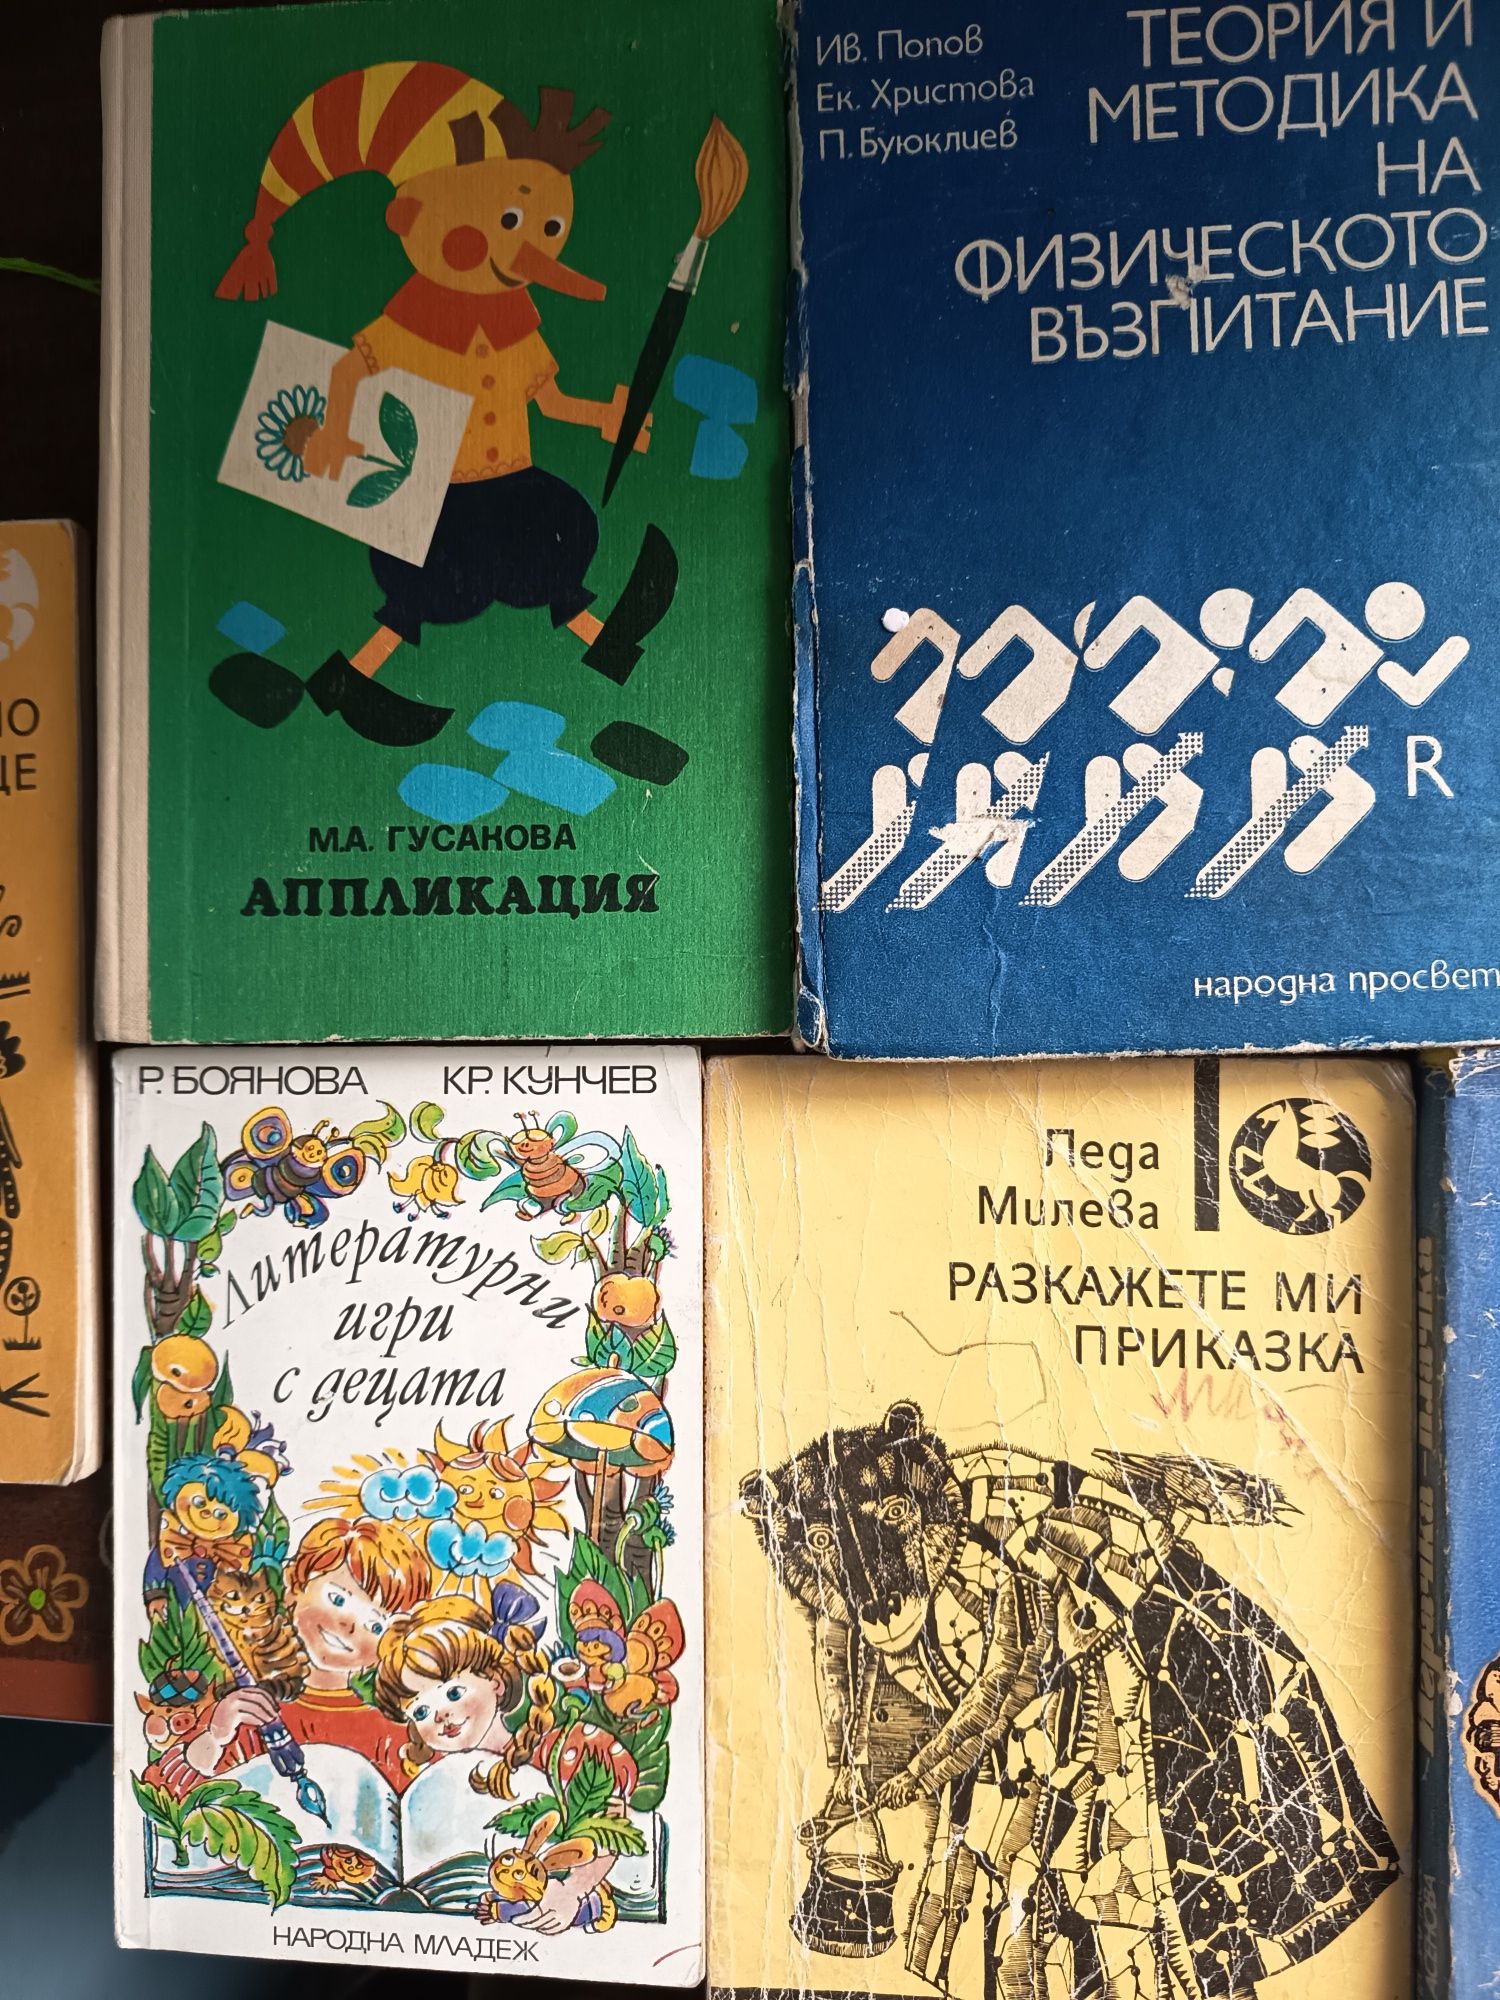 М.А. ГУСАКОВА
АППЛИКАЦИЯ
Ив. Попов
Ек. Христова
П. Буюклиев
ТЕОРИЯ И
МЕТОДИКА
НА
ФИЗИЧЕСКОТО
ВЪЗПИТАНИЕ
R
народна просвет
Р. БОЯНОВА КР. КУНЧЕВ
Литературни
игри
с децата
НАРОДНА МЛАДЕЖ
Леда
Милева
РАЗКАЖЕТЕ МИ
ПРИКАЗКА